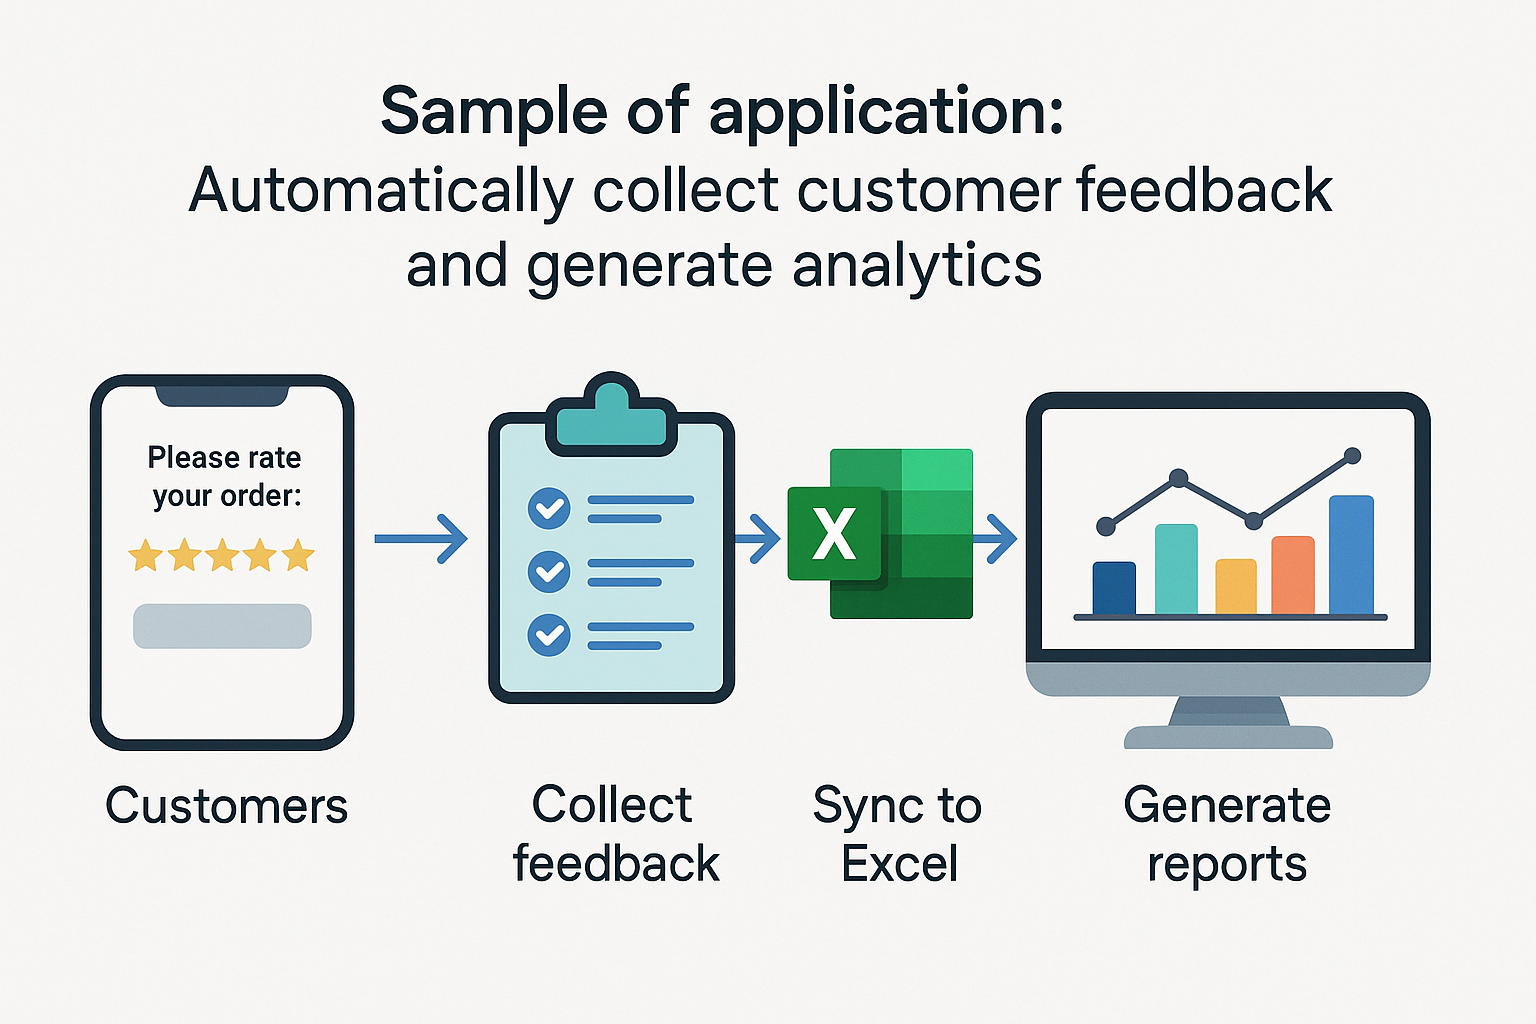 Sample of application:
Automatically collect customer feedback
and generate analytics
Please rate
your order:
X
Customers
Collect
feedback
Sync to
Excel
Generate
reports